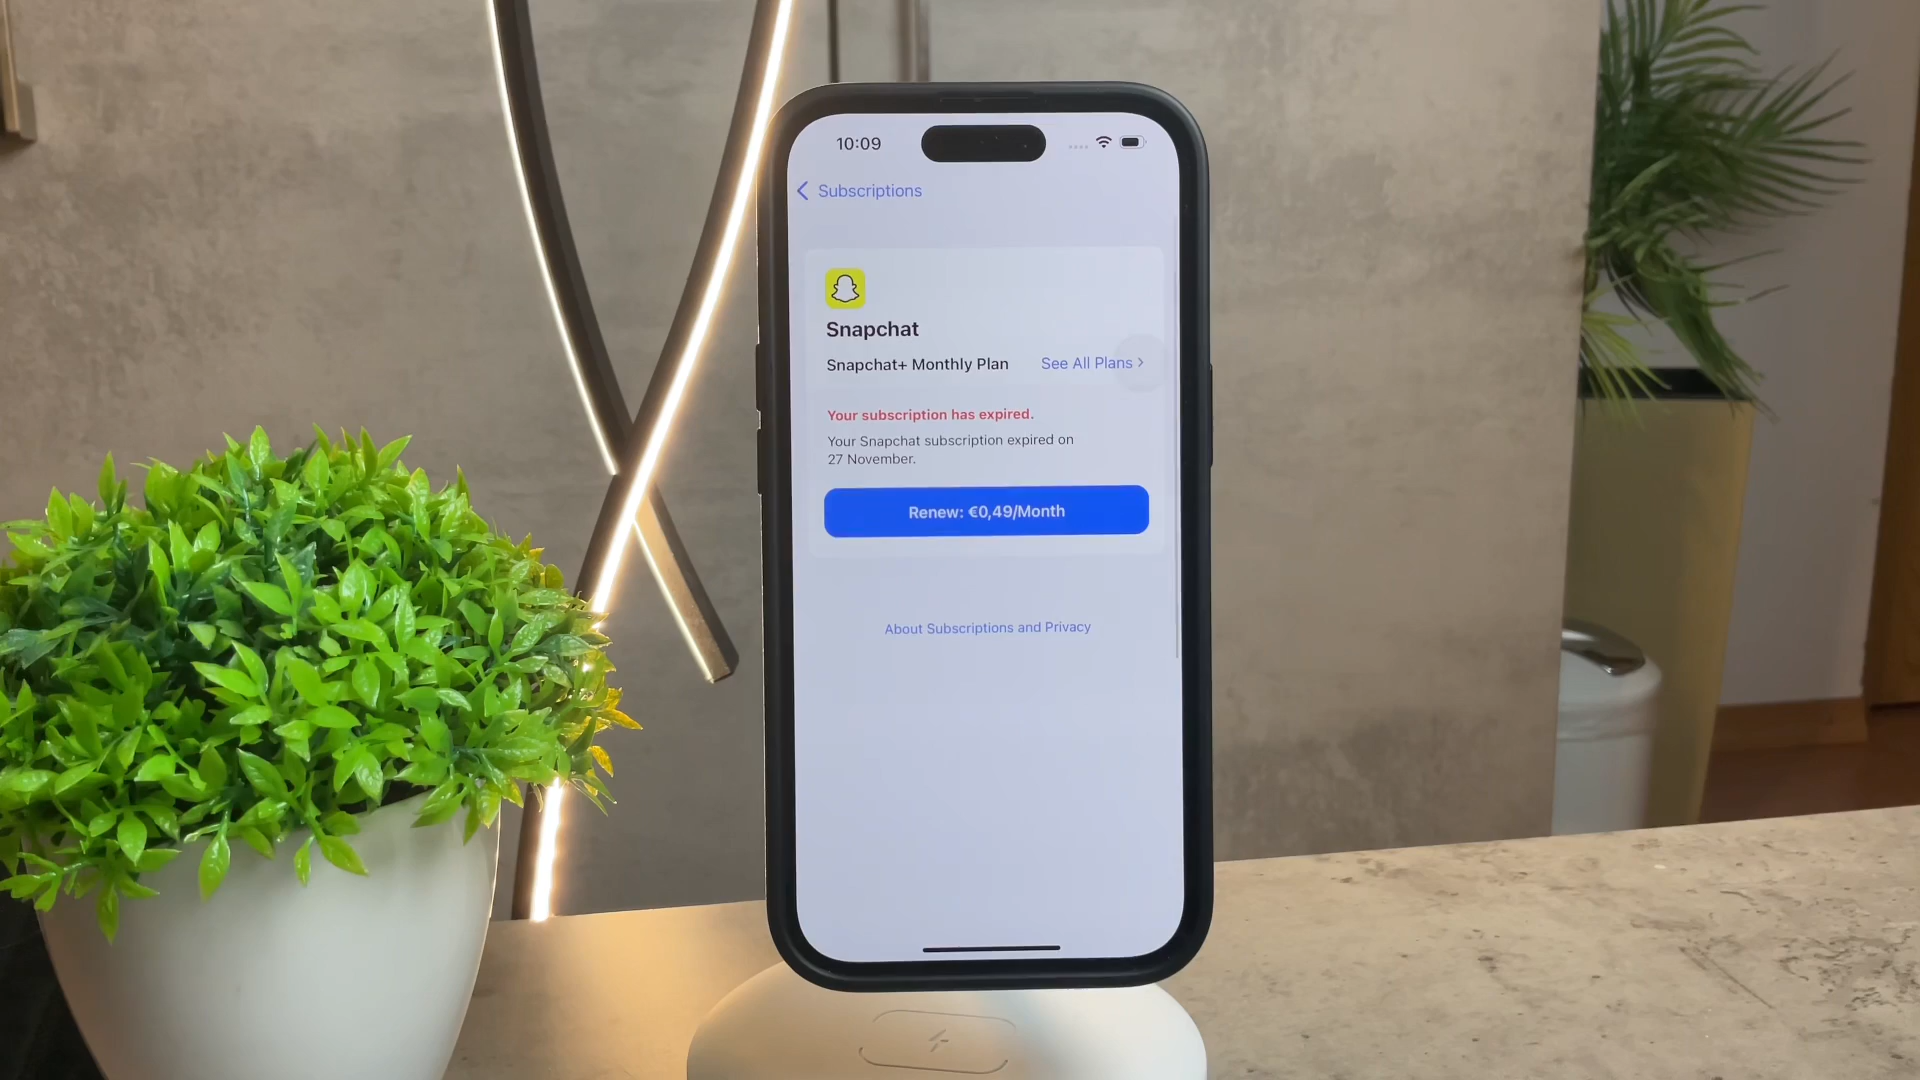 10:09
Subscriptions
Snapchat
Snapchat+ Monthly Plan See All Plans
Your subscription has expired.
Your Snapchat subscription expired on
27 November.
Renew: €0,49/Month
About Subscriptions and Privacy